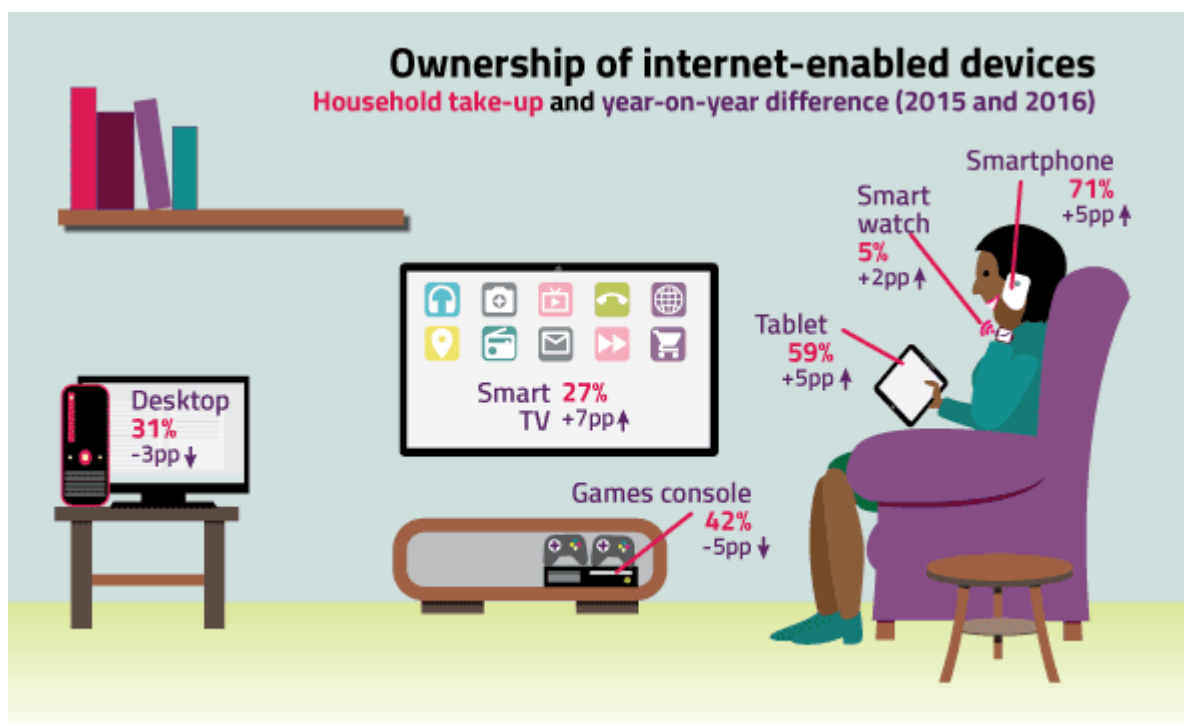 Ownership of internet-enabled devices
Household take-up and year-on-year difference (2015 and 2016)
Smartphone
71%
+5pp
Smart
watch
5%
+2pp
Tablet
59%
+5pp
Smart 27%
TV +7pp
Desktop
31%
-3pp
Games console
42%
-5pp